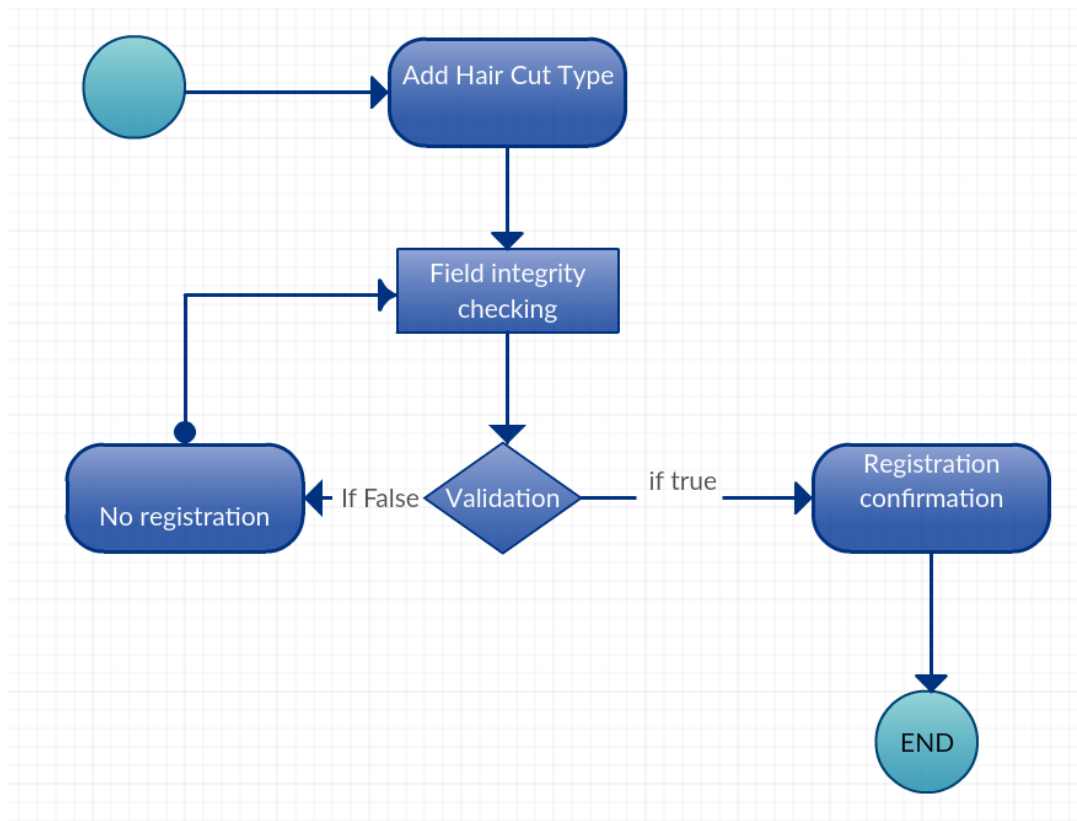 Add Hair Cut Type
Field integrity
checking
No registration
If False
Validation
if true
Registration
confirmation
END